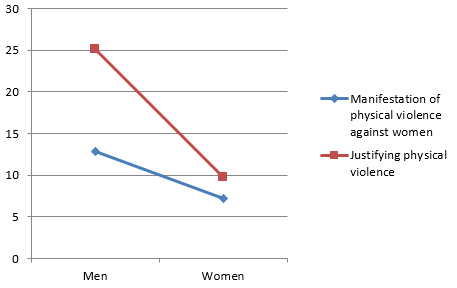 30
25
20
15
10
5
0
Men
Women
Manifestation of
physical violence
against women
Justifying physical
violence